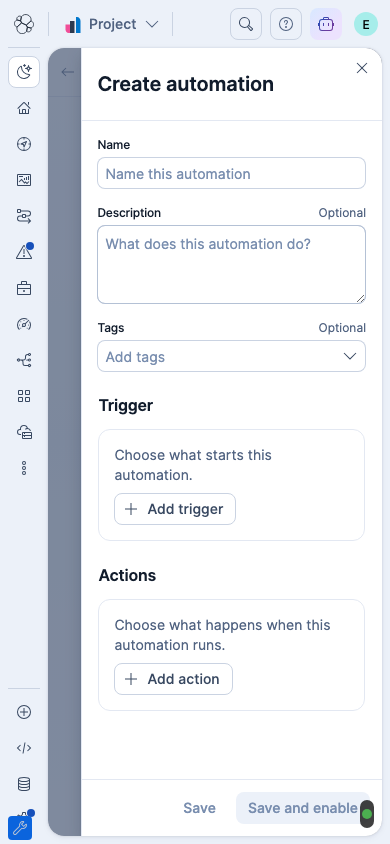 Project
E
Create automation
Name
Name this automation
Description Optional
What does this automation do?
Tags Optional
Add tags
Trigger
Choose what starts this
automation.
Add trigger
Actions
Choose what happens when this
automation runs.
Add action
Save Save and enable